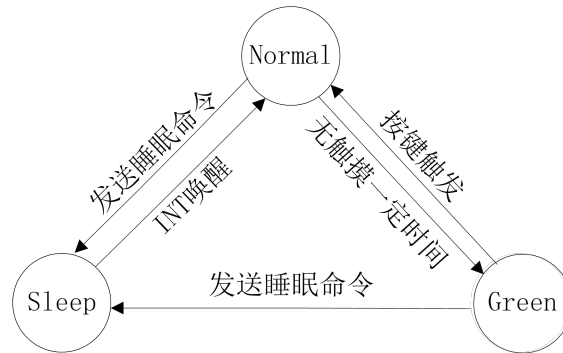 Normal
发送睡眠命令
INT唤醒
无触摸一定时间
按键触发
Sleep
发送睡眠命令
Green